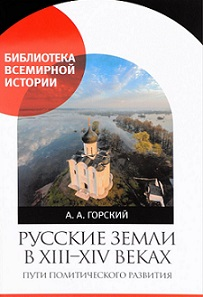 БИБЛИОТЕКА
ВСЕМИРНОЙ
ИСТОРИИ
А. А. ГОРСКИЙ
РУССКИЕ ЗЕМЛИ
В XIII–XIV ВЕКАХ
ПУТИ ПОЛИТИЧЕСКОГО РАЗВИТИЯ